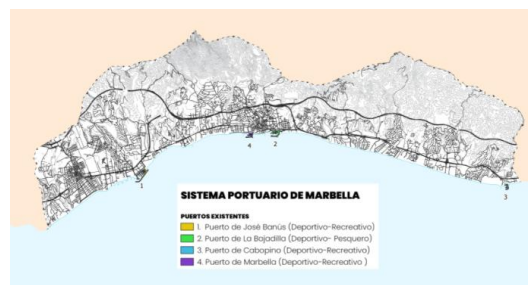 1
4
2
3
SISTEMA PORTUARIO DE MARBELLA
PUERTOS EXISTENTES
1. Puerto de José Banús (Deportivo-Recreativo)
2. Puerto de La Bajadilla (Deportivo- Pesquero)
3. Puerto de Cabopino (Deportivo-Recreativo)
4. Puerto de Marbella (Deportivo-Recreativo )